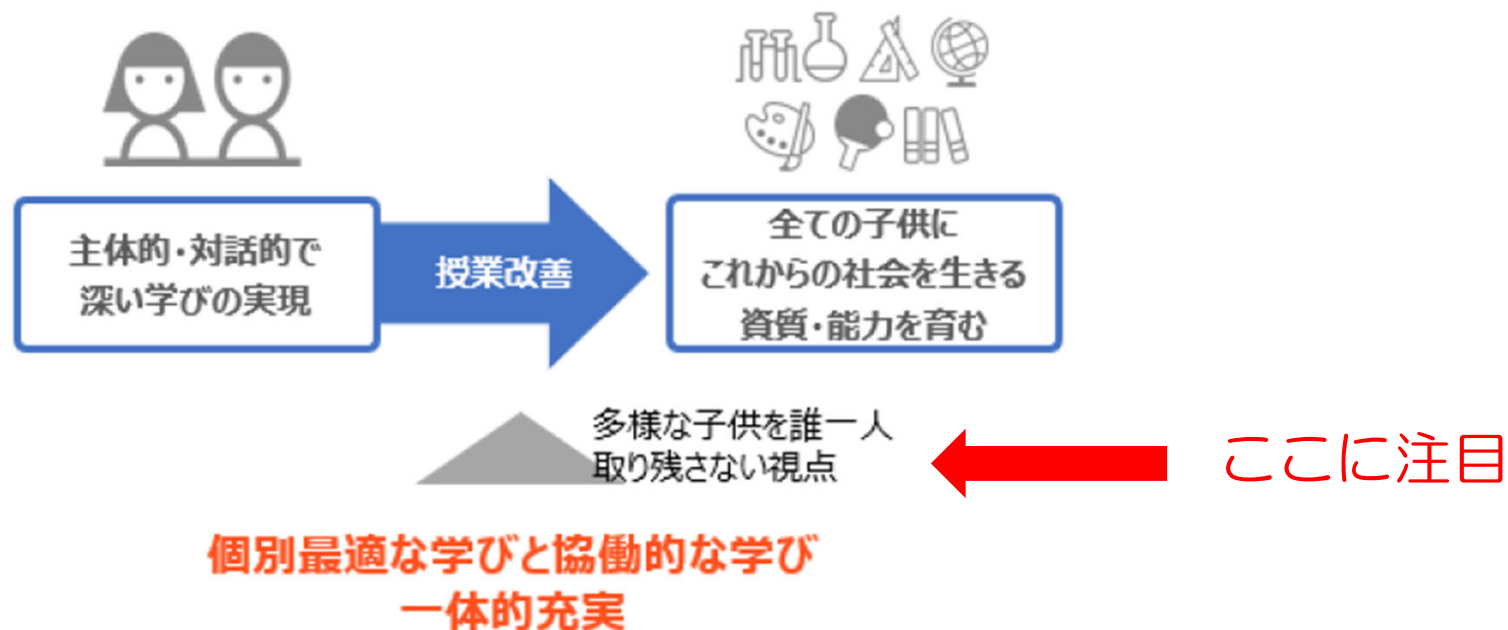 主体的・対話的で
深い学びの実現
授業改善
全ての子供に
これからの社会を生きる
資質・能力を育む
多様な子供を誰一人
取り残さない視点
ここに注目
個別最適な学びと協働的な学び
一体的充実